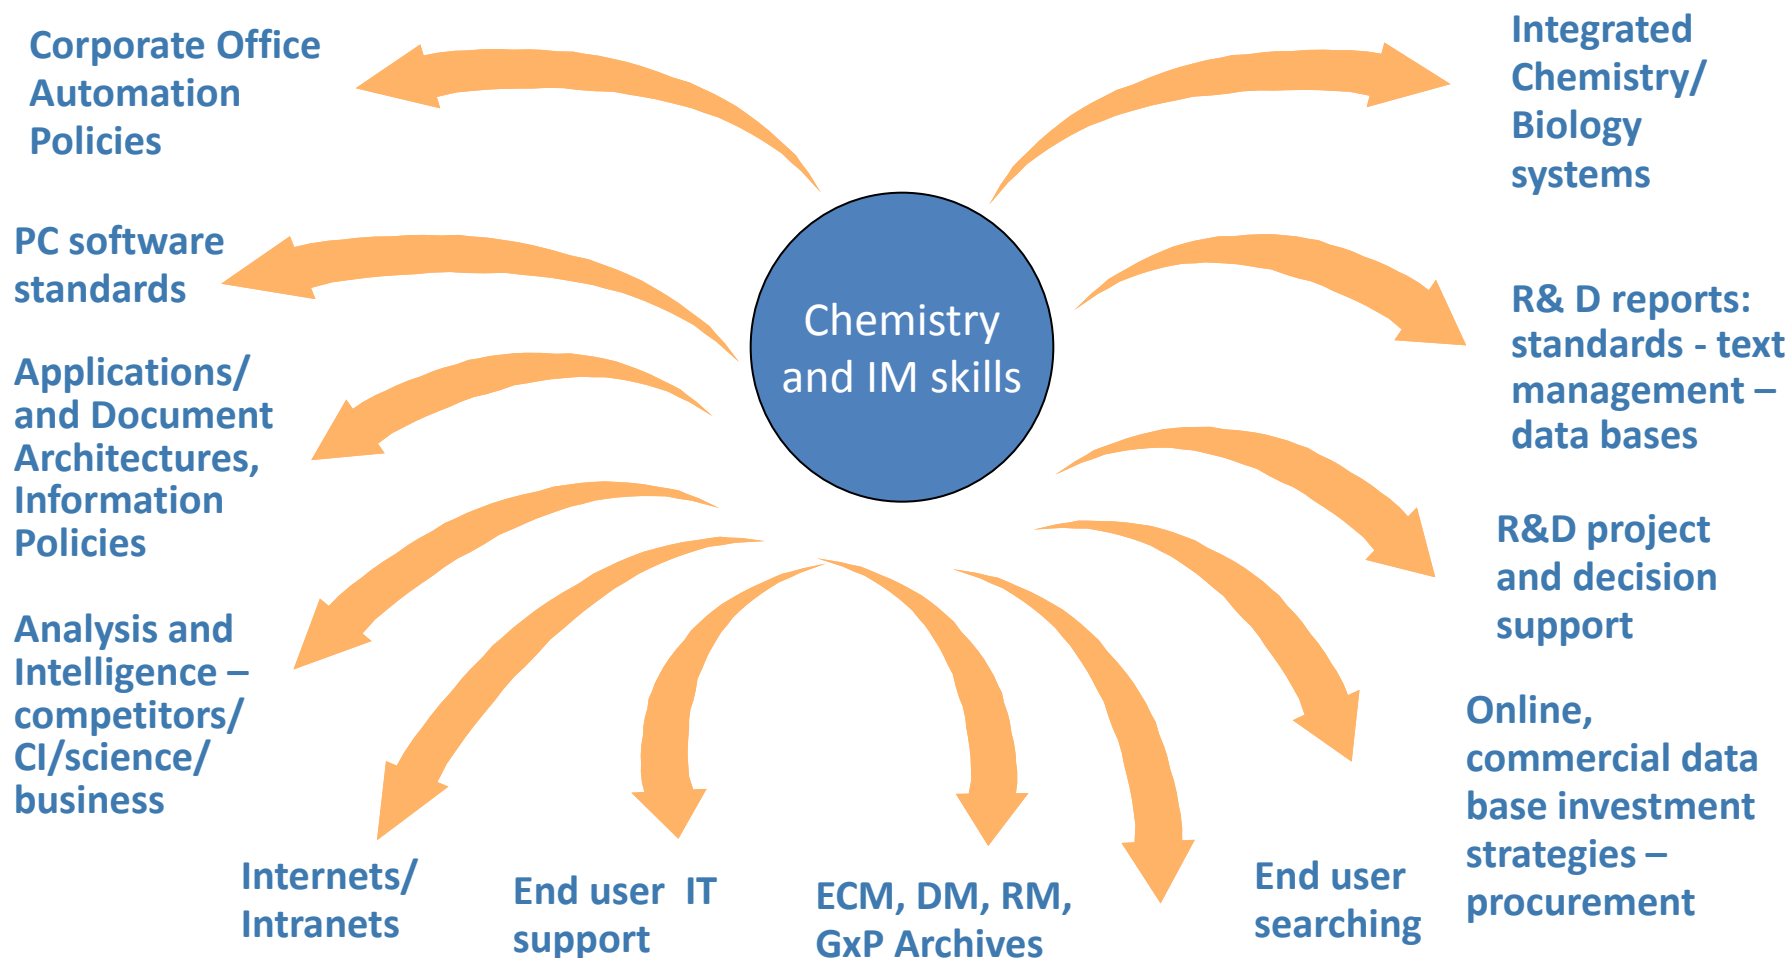 Corporate Office
Automation
Policies
PC software
standards
Applications/
and Document
Architectures,
Information
Policies
Analysis and
Intelligence –
competitors/
CI/science/
business
Internets/
Intranets
End user  IT
support
ECM, DM, RM,
GxP Archives
End user
searching
Chemistry
and IM skills
Integrated
Chemistry/
Biology
systems
R& D reports:
standards - text
management –
data bases
R&D project
and decision
support
Online,
commercial data
base investment
strategies –
procurement